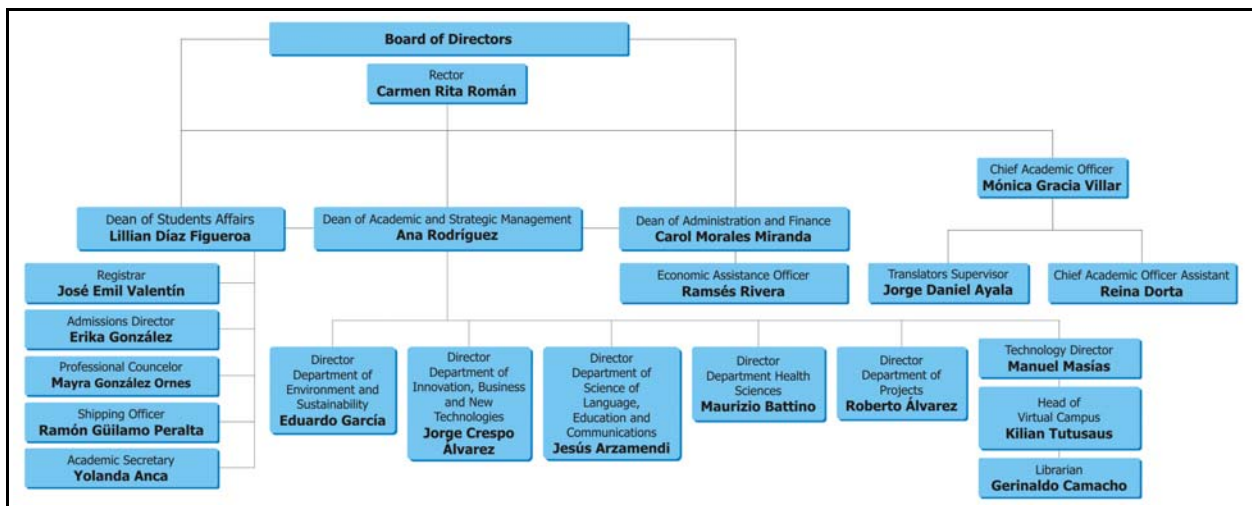 Board of Directors
Rector
Carmen Rita Román
Chief Academic Officer
Mónica Gracia Villar
Dean of Students Affairs
Lillian Díaz Figueroa
Dean of Academic and Strategic Management
Ana Rodríguez
Dean of Administration and Finance
Carol Morales Miranda
Registrar
José Emil Valentín
Admissions Director
Erika González
Professional Councelor
Mayra González Ornes
Shipping Officer
Ramón Güilamo Peralta
Academic Secretary
Yolanda Anca
Economic Assistance Officer
Ramsés Rivera
Translators Supervisor
Jorge Daniel Ayala
Chief Academic Officer Assistant
Reina Dorta
Director
Department of
Environment and
Sustainability
Eduardo García
Director
Department of
Innovation, Business
and New
Technologies
Jorge Crespo
Álvarez
Director
Department of
Science of
Language,
Education and
Communications
Jesús Arzamendi
Director
Department Health
Sciences
Maurizio Battino
Director
Department of
Projects
Roberto Álvarez
Technology Director
Manuel Masías
Head of
Virtual Campus
Kilian Tutusaus
Librarian
Gerinaldo Camacho